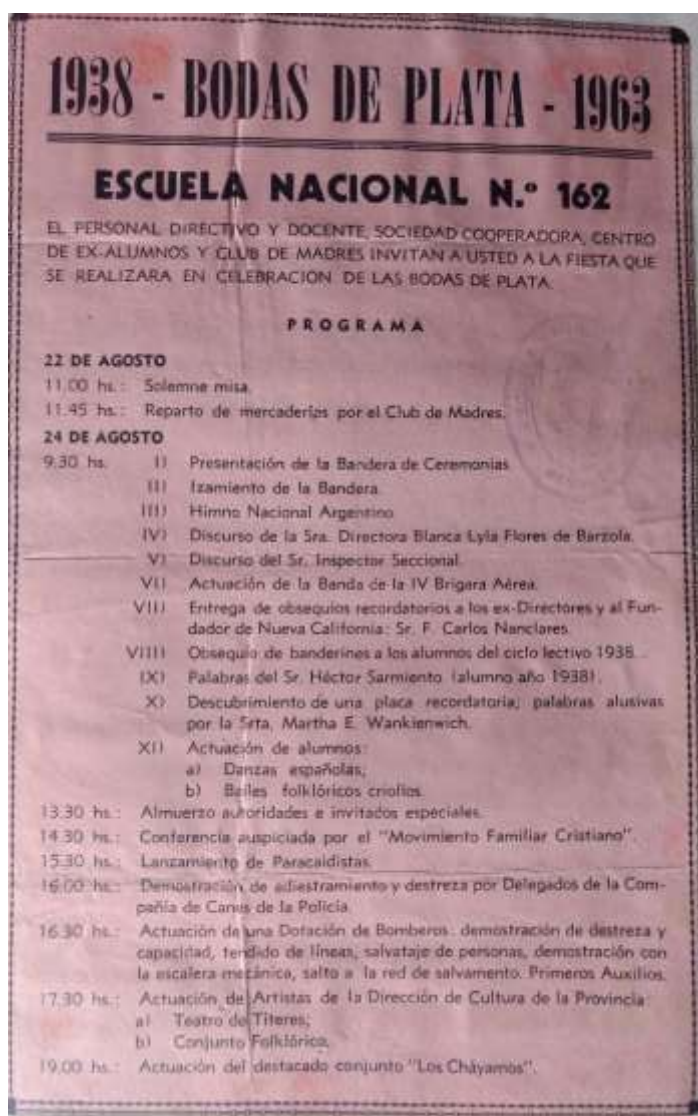 1938 - BODAS DE PLATA - 1963
ESCUELA NACIONAL N.º 162
EL PERSONAL DIRECTIVO Y DOCENTE, SOCIEDAD COOPERADORA, CENTRO
DE EX-ALUMNOS Y CLUB DE MADRES INVITAN A USTED A LA FIESTA QUE
SE REALIZARA EN CELEBRACION DE LAS BODAS DE PLATA.
PROGRAMA
22 DE AGOSTO
11.00 hs.: Solemne misa.
11.45 hs.: Reparto de mercaderías por el Club de Madres.
24 DE AGOSTO
9.30 hs. I) Presentación de la Bandera de Ceremonias
II) Izamiento de la Bandera.
III) Himno Nacional Argentino
IV) Discurso de la Sra. Directora Blanca Lyla Flores de Barzola.
V) Discurso del Sr. Inspector Seccional.
VI) Actuación de la Banda de la IV Brigara Aérea.
VII) Entrega de obsequios recordatorios a los ex-Directores y al Fun-
dador de Nueva California: Sr. F. Carlos Nanclares.
VIII) Obsequio de banderines a los alumnos del ciclo lectivo 1938.
IX) Palabras del Sr. Héctor Sarmiento (alumno año 1938).
X) Descubrimiento de una placa recordatoria; palabras alusivas
por la Srta. Martha E. Wankienwich.
XI) Actuación de alumnos:
a) Danzas españolas;
b) Bailes folklóricos criollos.
13.30 hs.: Almuerzo autoridades e invitados especiales.
14.30 hs.: Conferencia auspiciada por el "Movimiento Familiar Cristiano".
15.30 hs.: Lanzamiento de Paracaidistas.
16.00 hs.: Demostración de adiestramiento y destreza por Delegados de la Com-
pañía de Canes de la Policía.
16.30 hs.: Actuación de una Dotación de Bomberos: demostración de destreza y
capacidad, tendido de líneas, salvataje de personas, demostración con
la escalera mecánica, salto a la red de salvamento. Primeros Auxilios.
17.30 hs.: Actuación de Artistas de la Dirección de Cultura de la Provincia:
a) Teatro de Títeres;
b) Conjunto Folklórico.
19.00 hs.: Actuación del destacado conjunto "Los Cháyamos".